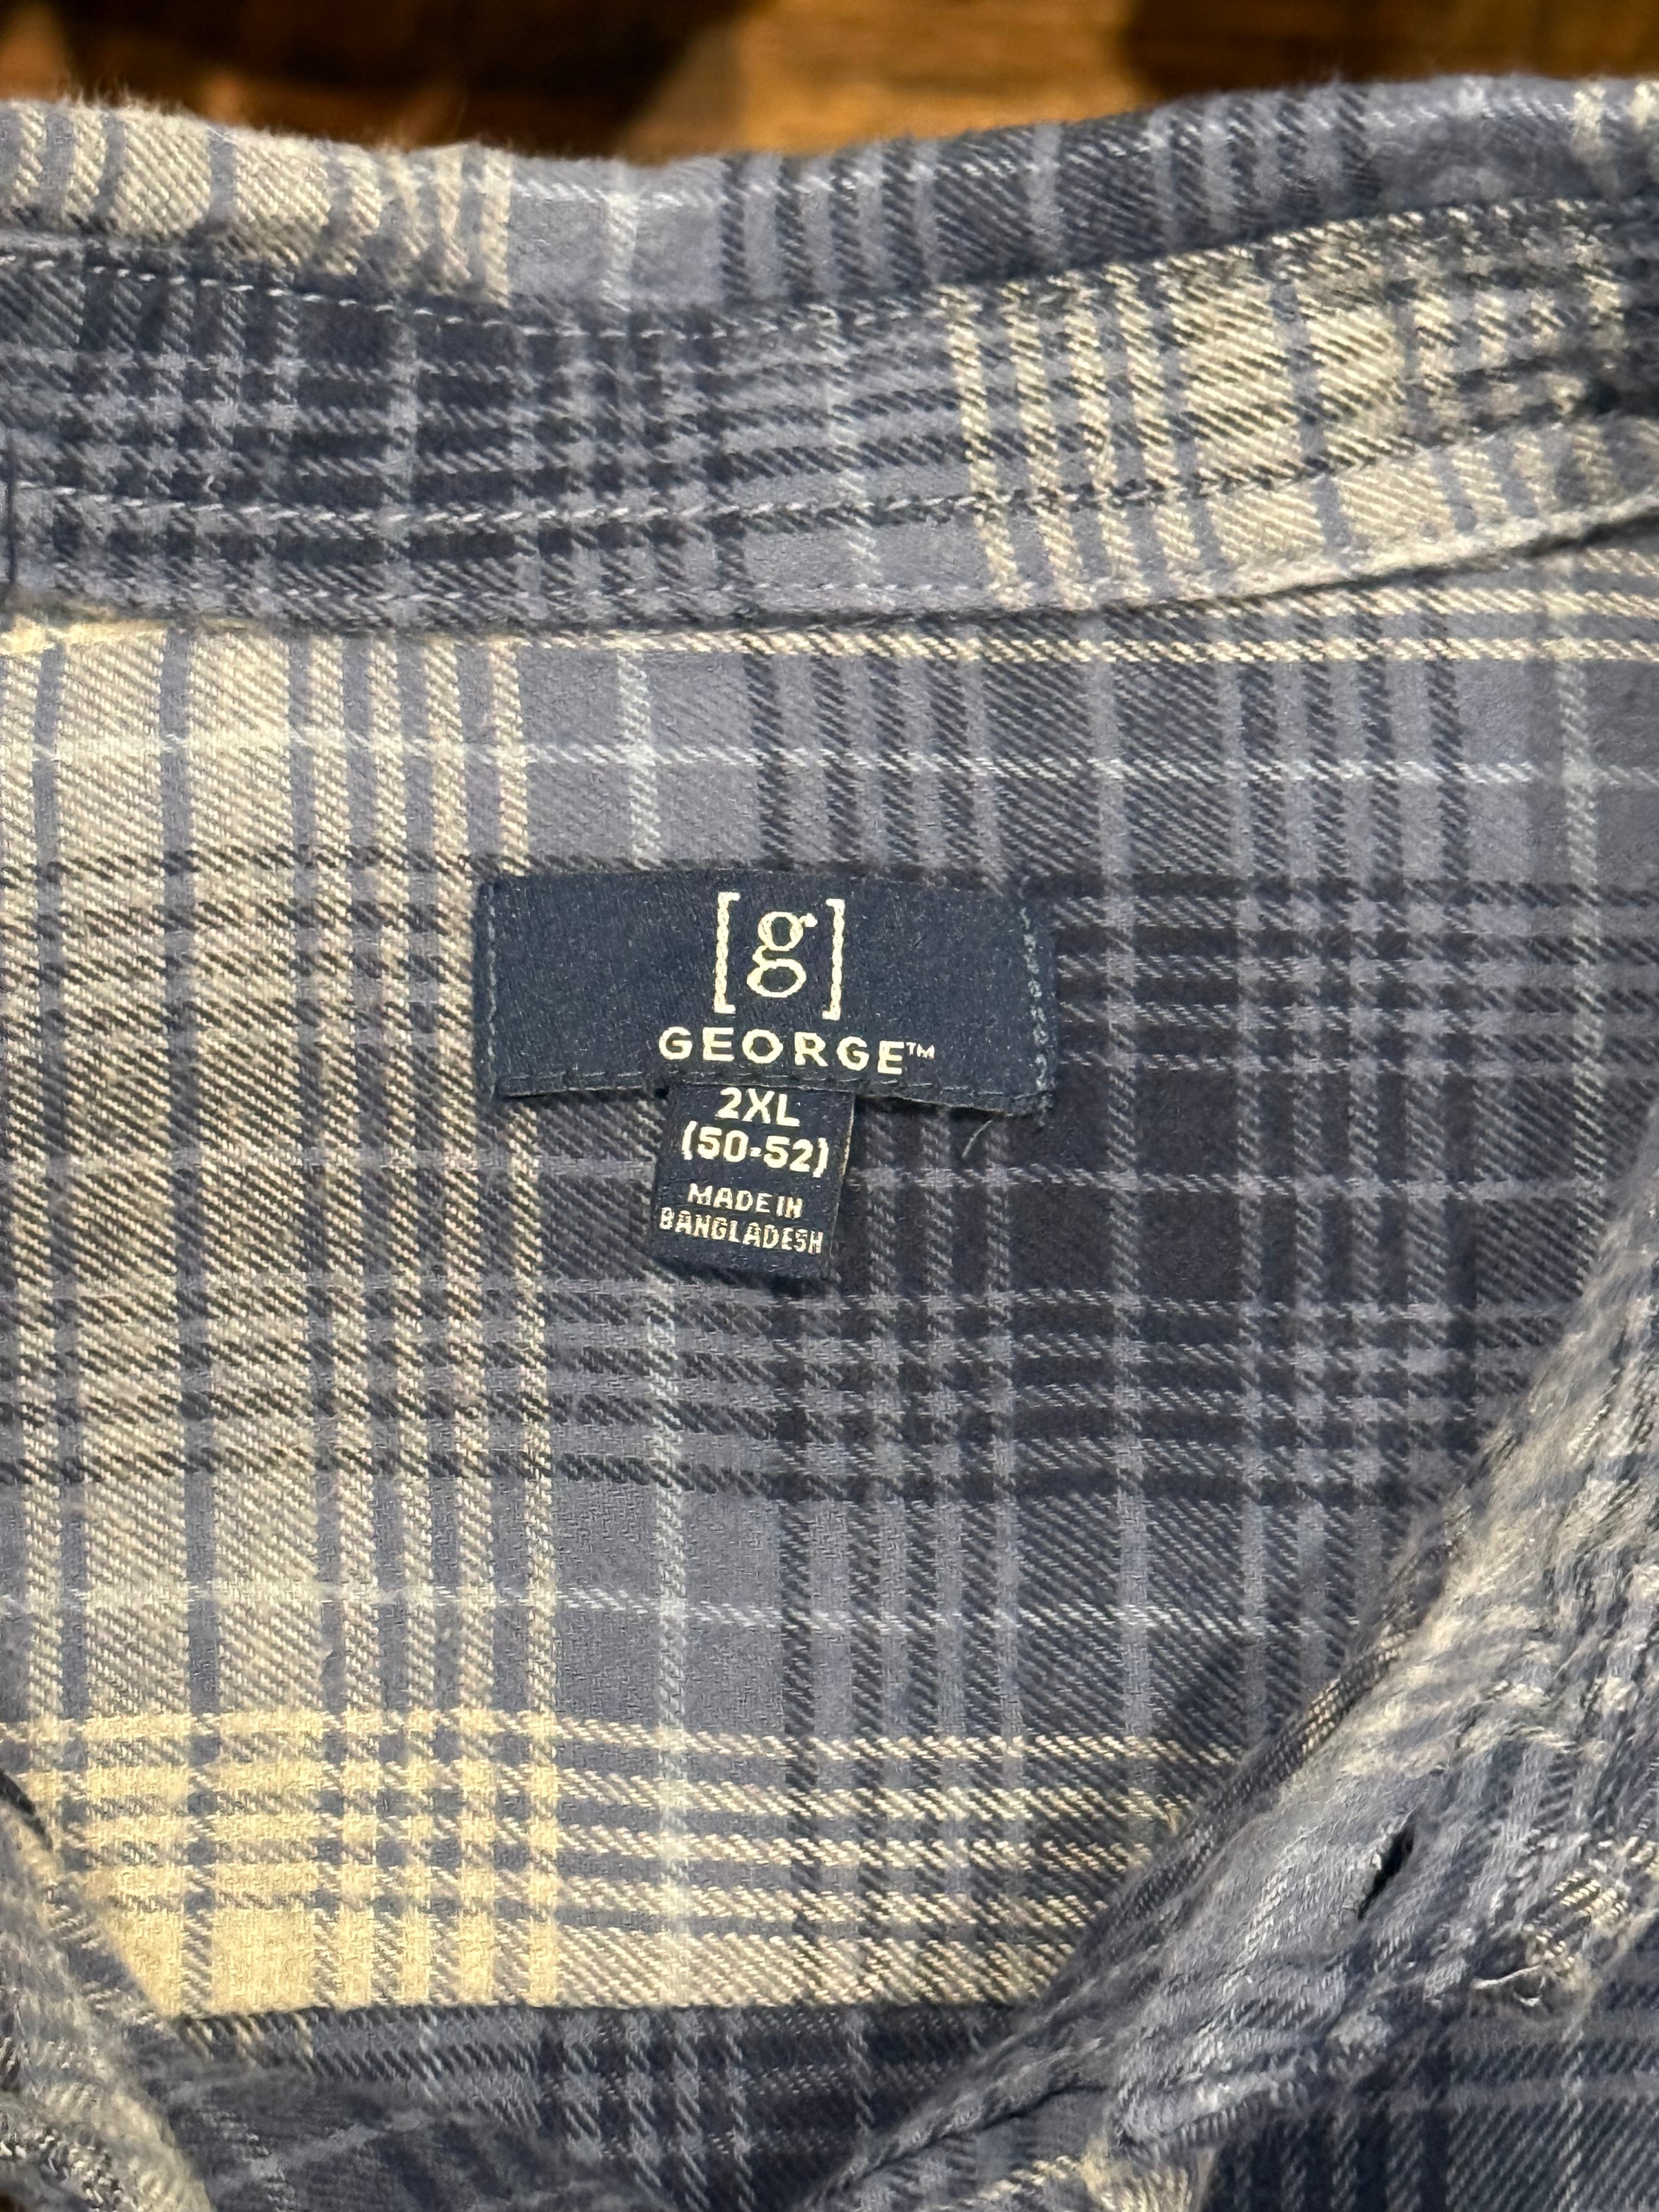 [g]
GEORGE™
2XL
(50-52)
MADE IN
BANGLADESH